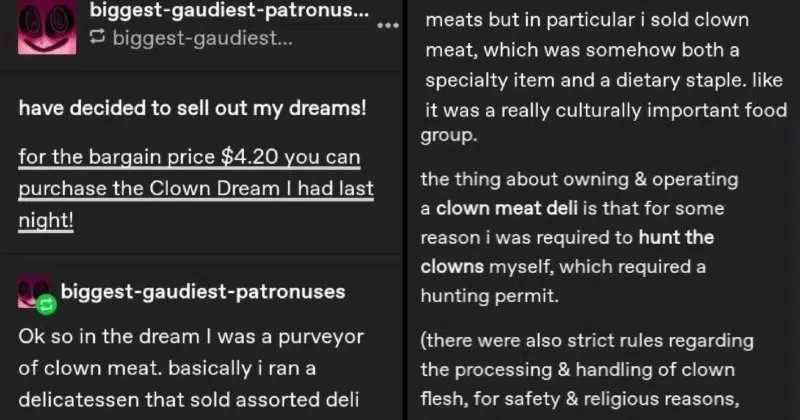 biggest-gaudiest-patronus...
biggest-gaudiest...
have decided to sell out my dreams!
for the bargain price $4.20 you can
purchase the Clown Dream I had last
night!
biggest-gaudiest-patronuses
Ok so in the dream I was a purveyor
of clown meat. basically i ran a
delicatessen that sold assorted deli
meats but in particular i sold clown
meat, which was somehow both a
specialty item and a dietary staple. like
it was a really culturally important food
group.
the thing about owning & operating
a clown meat deli is that for some
reason i was required to hunt the
clowns myself, which required a
hunting permit.
(there were also strict rules regarding
the processing & handling of clown
flesh, for safety & religious reasons,